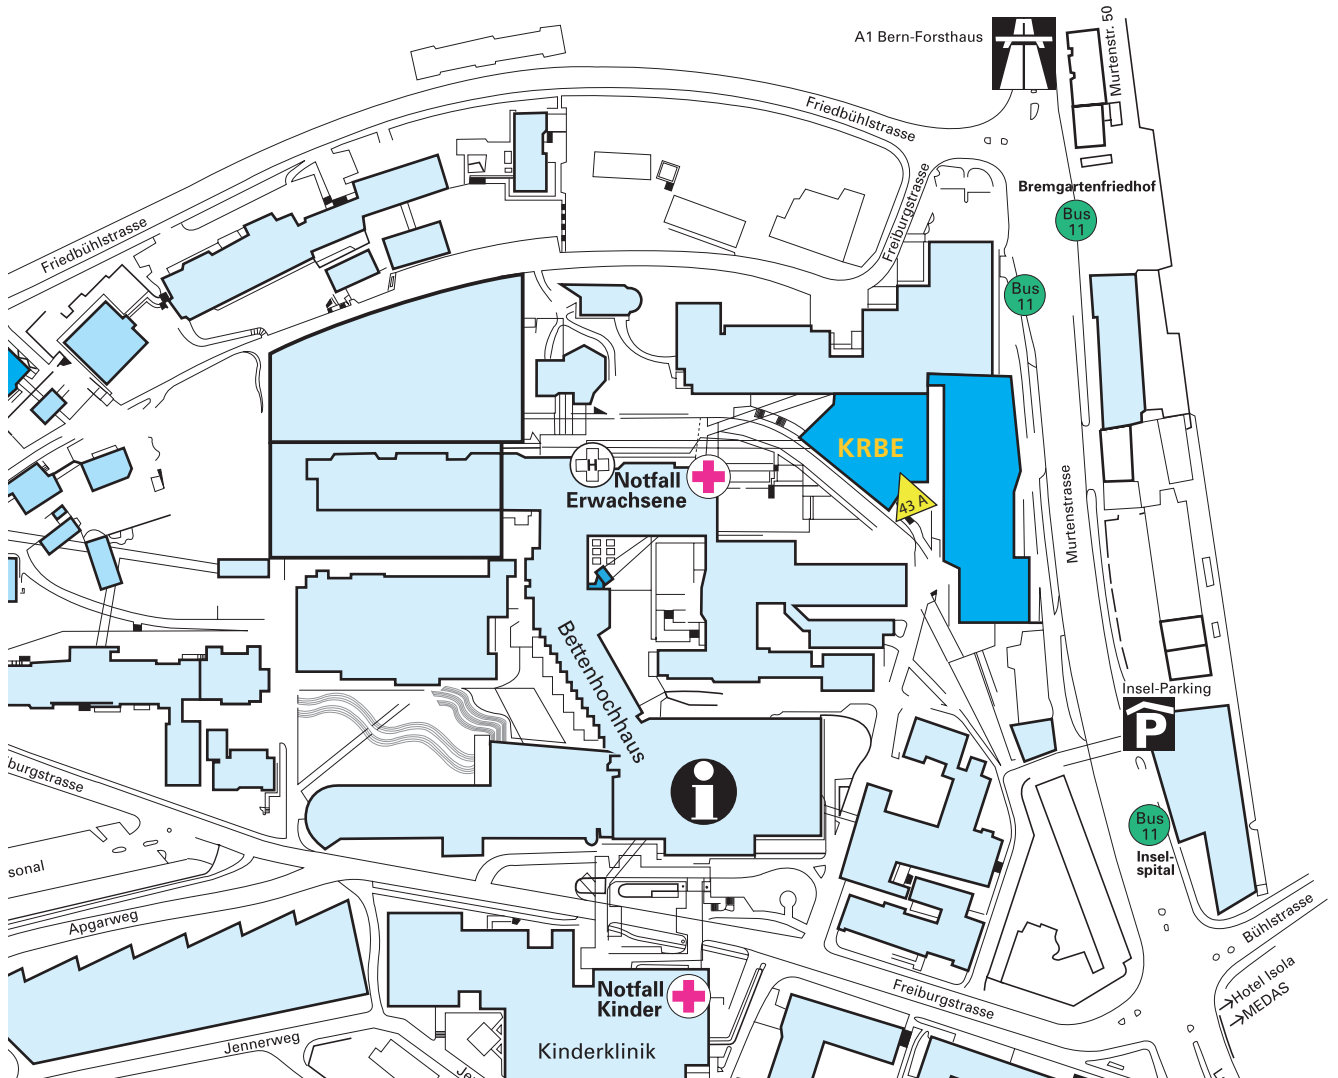 A1 Bern-Forsthaus
Murtenstr. 50
Friedbühlstrasse
Freiburgstrasse
Bremgartenfriedhof
Bus
11
Friedbühlstrasse
Bus
11
KRBE
43 A
H
Notfall
Erwachsene
Murtenstrasse
Bettenhochhaus
Insel-Parking
P
i
Bus
11
Insel-
spital
burgstrasse
sonal
Apgarweg
Bühlstrasse
Hotel Isola
MEDAS
Freiburgstrasse
Notfall
Kinder
Kinderklinik
Jennerweg
Je